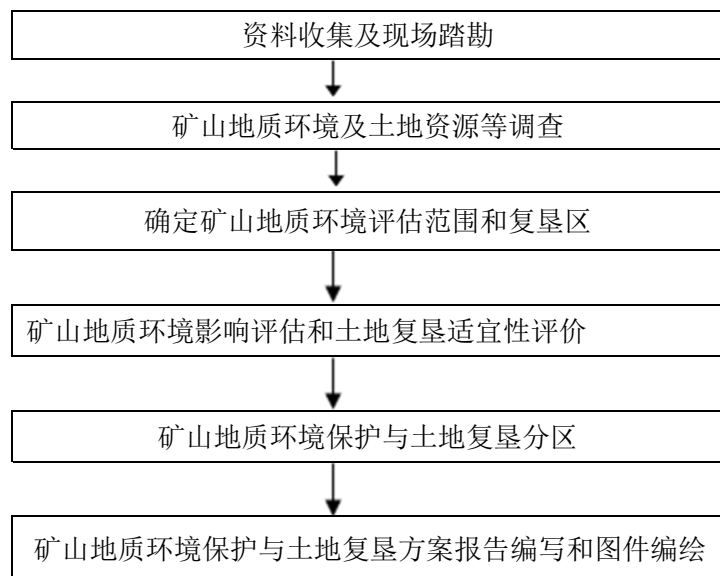 资料收集及现场踏勘
矿山地质环境及土地资源等调查
确定矿山地质环境评估范围和复垦区
矿山地质环境影响评估和土地复垦适宜性评价
矿山地质环境保护与土地复垦分区
矿山地质环境保护与土地复垦方案报告编写和图件编绘